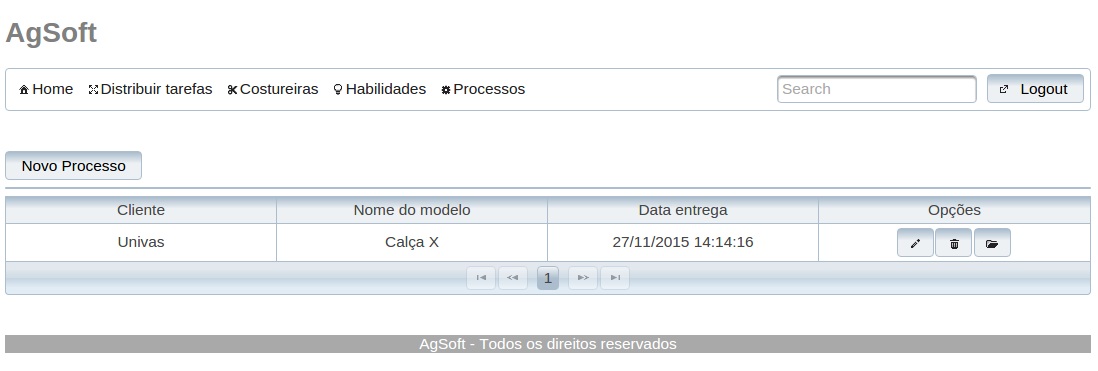 AgSoft
Home Distribuir tarefas Costureiras Habilidades Processos Search Logout
Novo Processo
Cliente Nome do modelo Data entrega Opções
Univas Calça X 27/11/2015 14:14:16
1
AgSoft - Todos os direitos reservados